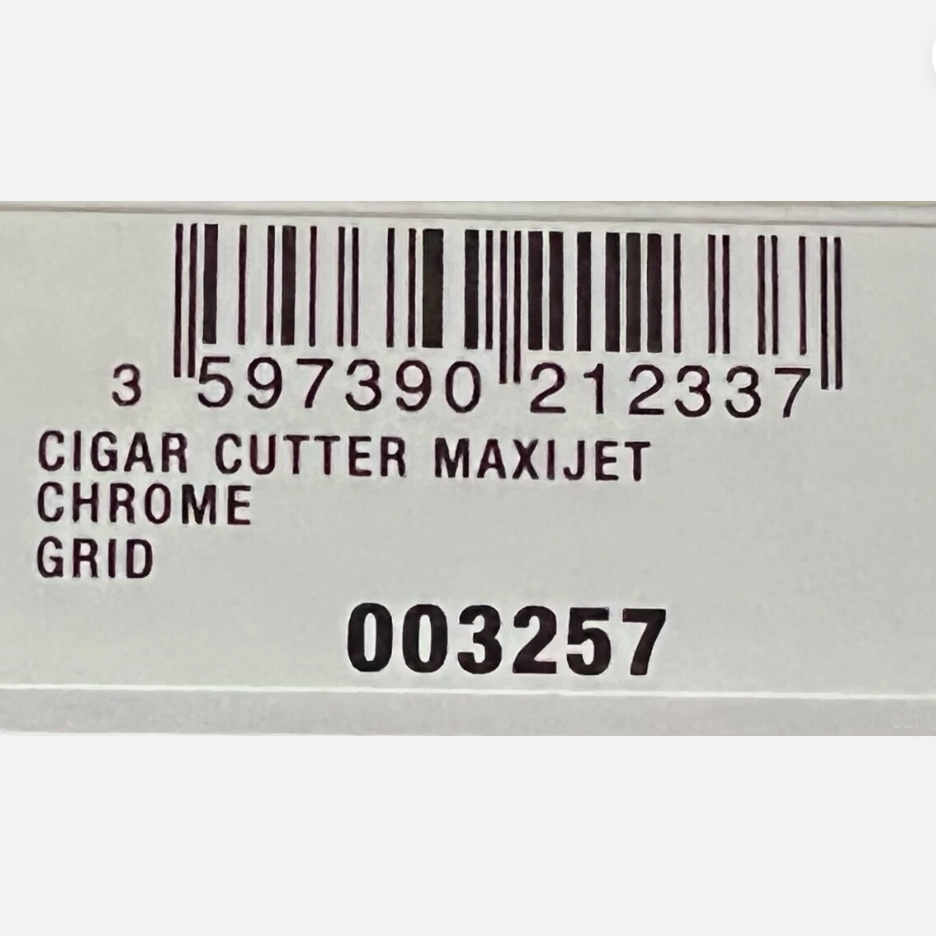 3 597390 212337
CIGAR CUTTER MAXIJET
CHROME
GRID
003257